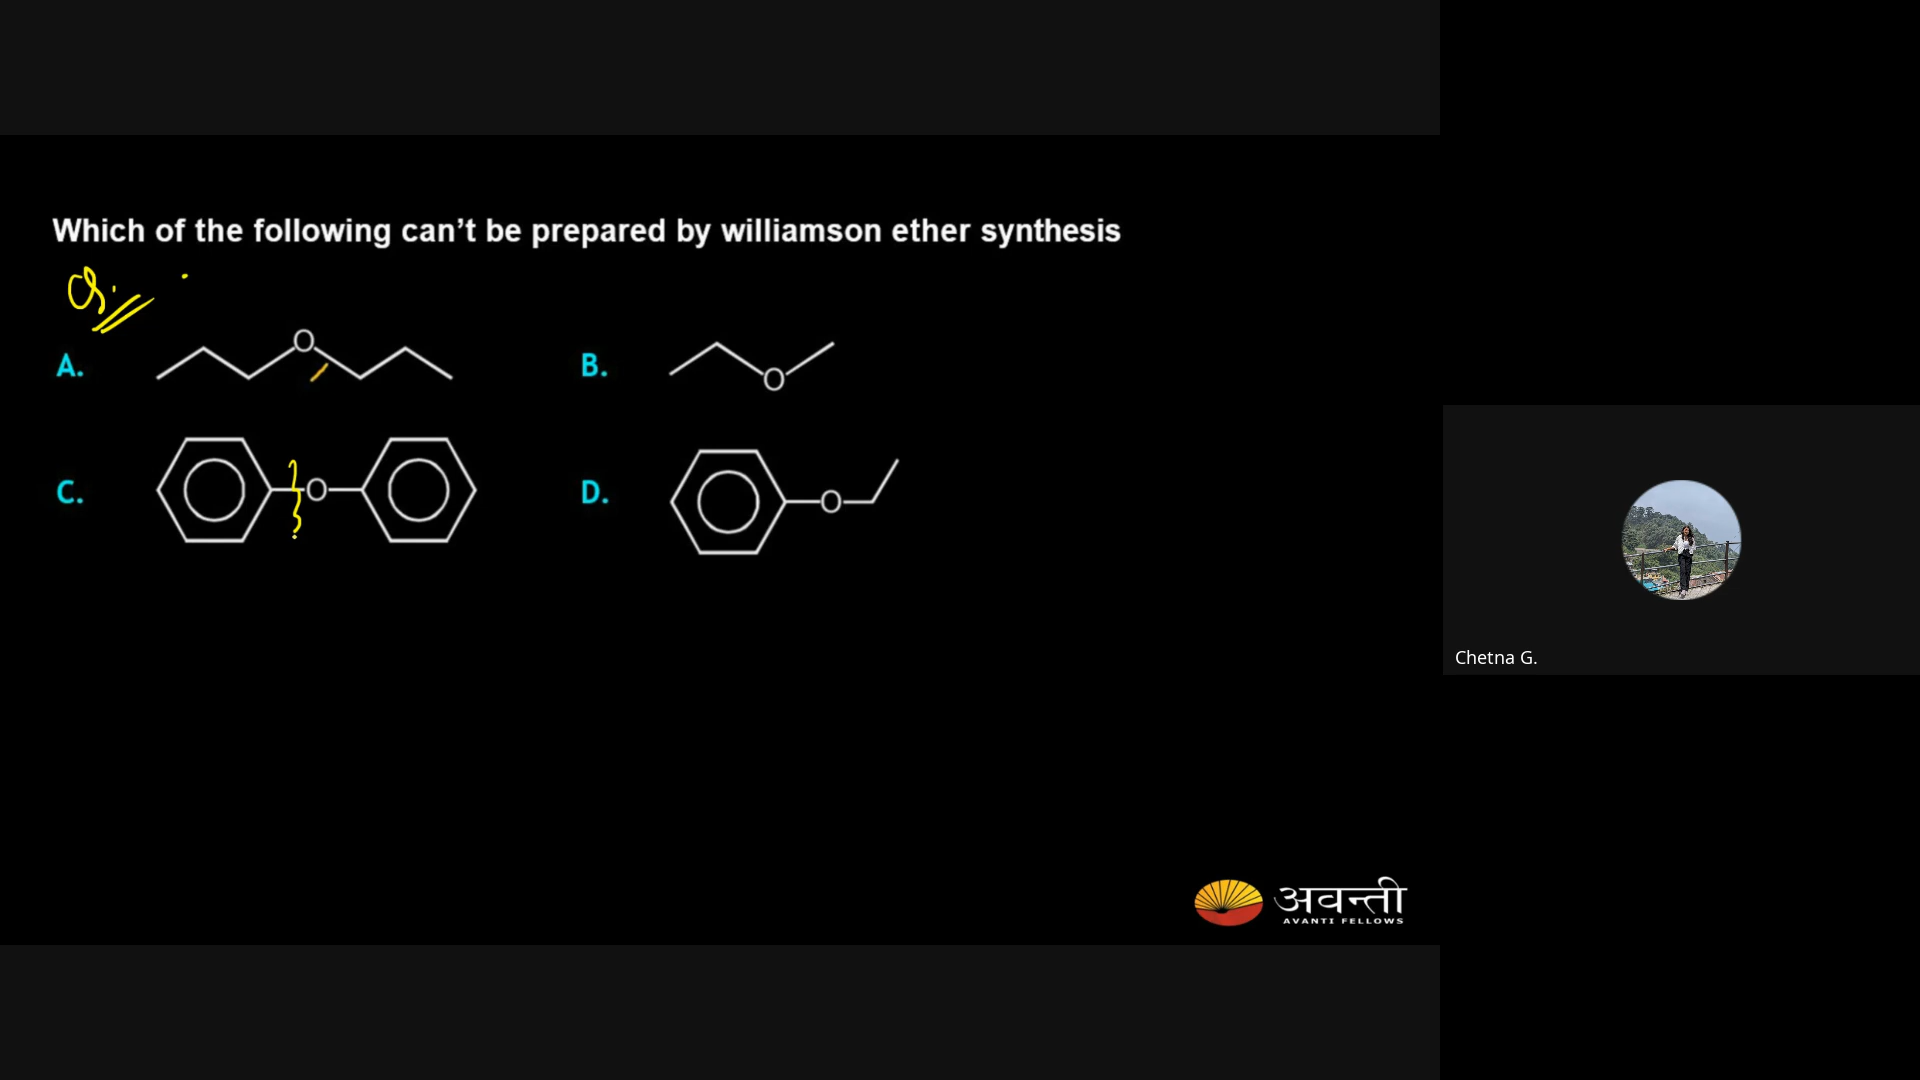 Which of the following can’t be prepared by williamson ether synthesis
A.
O
B.
O
C.
O
D.
O
Chetna G.
अवन्ती
AVANTI FELLOWS